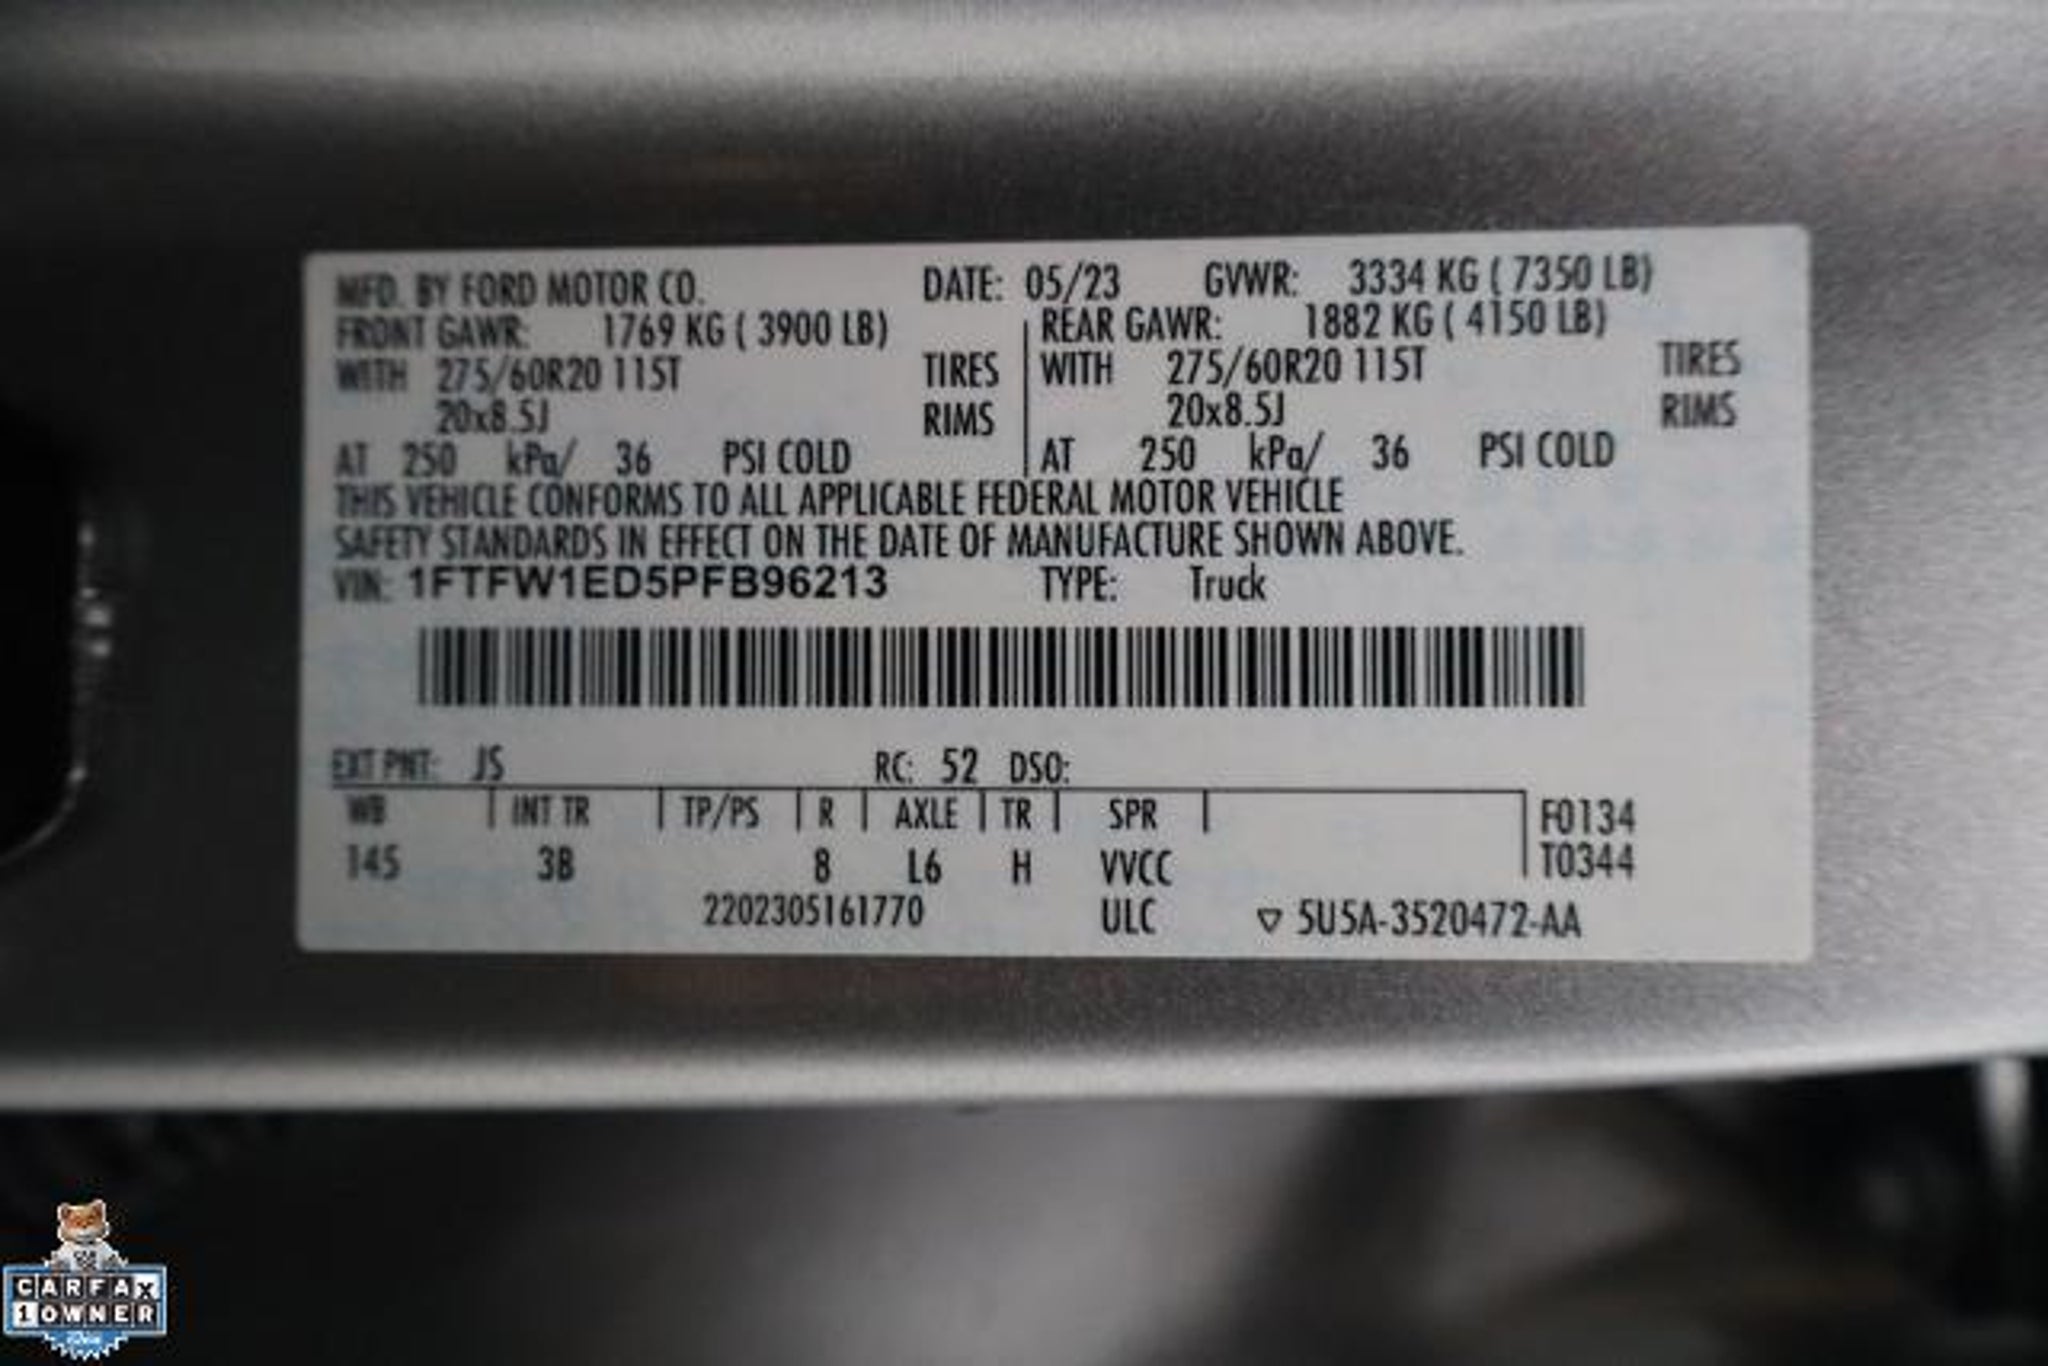 MFD. BY FORD MOTOR CO. DATE: 05/23 GVWR: 3334 KG ( 7350 LB)
FRONT GAWR: 1769 KG ( 3900 LB) REAR GAWR: 1882 KG ( 4150 LB)
WITH 275/60R20 115T TIRES WITH 275/60R20 115T TIRES
20x8.5J RIMS 20x8.5J RIMS
AT 250 kPa/ 36 PSI COLD AT 250 kPa/ 36 PSI COLD
THIS VEHICLE CONFORMS TO ALL APPLICABLE FEDERAL MOTOR VEHICLE
SAFETY STANDARDS IN EFFECT ON THE DATE OF MANUFACTURE SHOWN ABOVE.
VIN: 1FTFW1ED5PFB96213 TYPE: Truck
EXT PNT: JS RC: 52 DSO:
WB INT TR TP/PS R AXLE TR SPR F0134
145 3B 8 L6 H VVCC T0344
2202305161770 ULC ▽ 5U5A-3520472-AA
CARFAX
1 OWNER